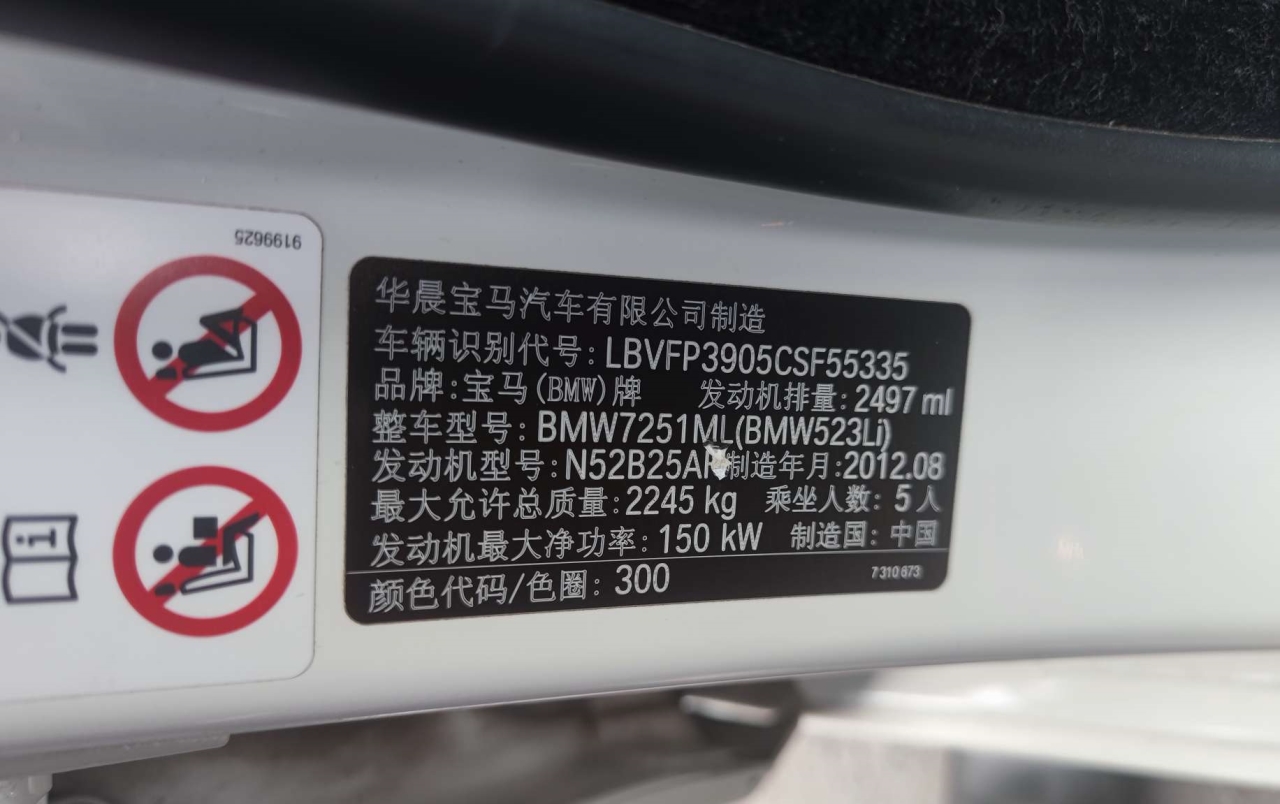 9199625
华晨宝马汽车有限公司制造
车辆识别代号: LBVFP3905CSF55335
品牌: 宝马(BMW)牌 发动机排量: 2497 ml
整车型号: BMW7251ML(BMW523Li)
发动机型号: N52B25A 制造年月: 2012.08
最大允许总质量: 2245 kg 乘坐人数: 5人
发动机最大净功率: 150 kW 制造国: 中国
颜色代码/色圈: 300
7 310 673